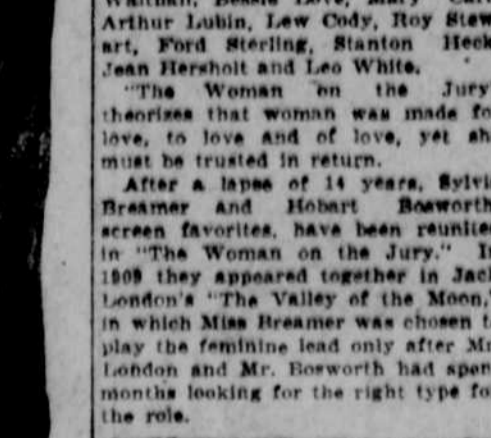 Arthur Lubin, Lew Cody, Roy Stew
art, Ford Sterling, Stanton Heck
Jean Hersholt and Leo White.
"The Woman on the Jury"
theorizes that woman was made fo
love, to love and of love, yet sh
must be trusted in return.
After a lapse of 14 years, Sylvi
Breamer and Hobart Bosworth
screen favorites, have been reunite
in "The Woman on the Jury." I
1909 they appeared together in Jac
London's "The Valley of the Moon,"
in which Miss Breamer was chosen t
play the feminine lead only after Mr
London and Mr. Bosworth had spen
months looking for the right type fo
the role.